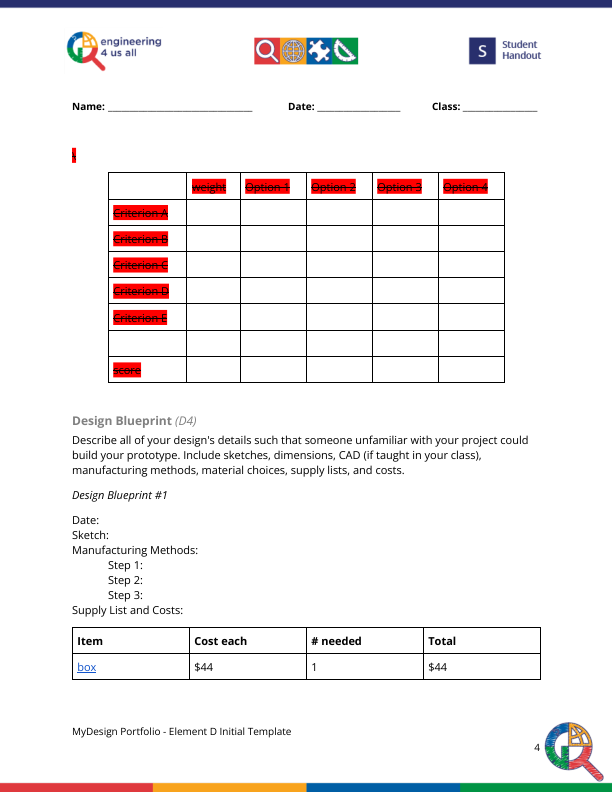 engineering
4 us all
S Student
Handout
Name: ____________________________ Date: ________________ Class: ______________
weight Option 1 Option 2 Option 3 Option 4
Criterion A
Criterion B
Criterion C
Criterion D
Criterion E
score
Design Blueprint (D4)
Describe all of your design's details such that someone unfamiliar with your project could
build your prototype. Include sketches, dimensions, CAD (if taught in your class),
manufacturing methods, material choices, supply lists, and costs.
Design Blueprint #1
Date:
Sketch:
Manufacturing Methods:
Step 1:
Step 2:
Step 3:
Supply List and Costs:
Item Cost each # needed Total
box $44 1 $44
MyDesign Portfolio - Element D Initial Template
4